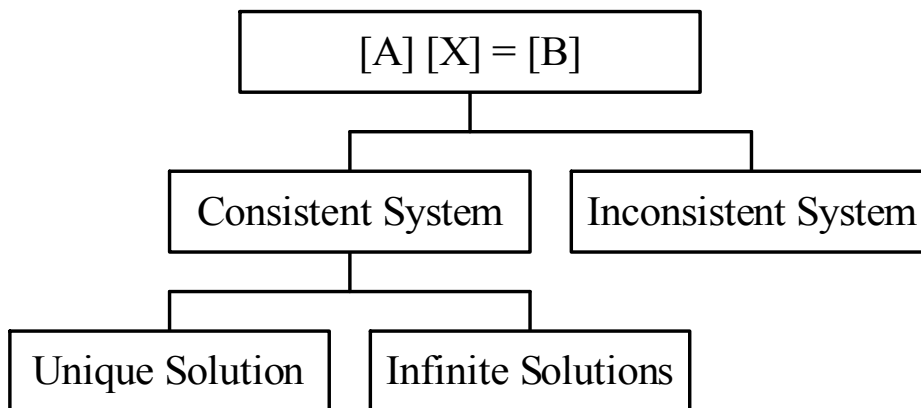 [A] [X] = [B]
Consistent System
Inconsistent System
Unique Solution
Infinite Solutions